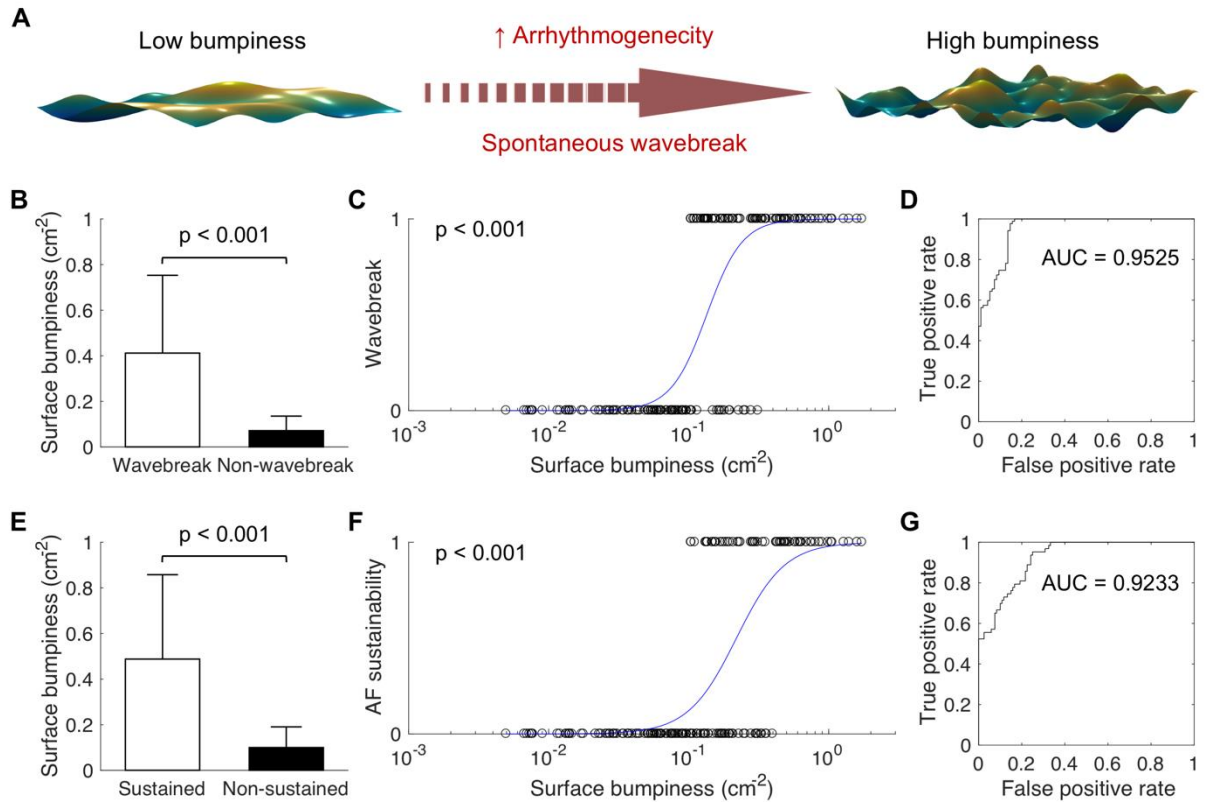 A
Low bumpiness
↑ Arrhythmogenecity
High bumpiness
Spontaneous wavebreak
B
Surface bumpiness (cm-2)
1
0.8
0.6
0.4
0.2
0
p < 0.001
Wavebreak Non-wavebreak
C
Wavebreak
1
0
p < 0.001
10-3 10-2 10-1 100
Surface bumpiness (cm-2)
D
True positive rate
1
0.8
0.6
0.4
0.2
0
AUC = 0.9525
0 0.2 0.4 0.6 0.8 1
False positive rate
E
Surface bumpiness (cm-2)
1
0.8
0.6
0.4
0.2
0
p < 0.001
Sustained Non-sustained
F
AF sustainability
1
0
p < 0.001
10-3 10-2 10-1 100
Surface bumpiness (cm-2)
G
True positive rate
1
0.8
0.6
0.4
0.2
0
AUC = 0.9233
0 0.2 0.4 0.6 0.8 1
False positive rate